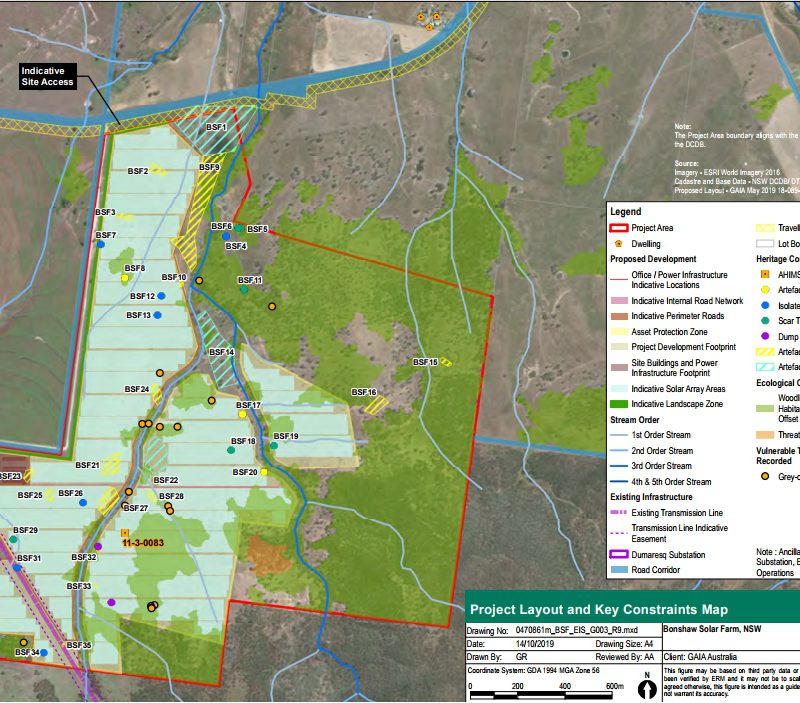 Indicative
Site Access
BSF1
BSF2
BSF9
BSF3
BSF6
BSF5
BSF7
BSF4
BSF8
BSF10
BSF11
BSF12
BSF13
BSF14
BSF15
BSF24
BSF16
BSF17
BSF18
BSF19
BSF21
BSF20
BSF23
BSF22
BSF25
BSF26
BSF28
BSF27
BSF29
11-3-0083
BSF31
BSF32
BSF33
BSF35
BSF34
Note:
The Project Area boundary aligns with the
the DCDB.
Source:
Imagery - ESRI World Imagery 2016
Cadastre and Base Data - NSW DCDB/ DT
Proposed Layout - GAIA May 2019 18-089-
Legend
Project Area
Dwelling
Proposed Development
Office / Power Infrastructure
Indicative Locations
Indicative Internal Road Network
Indicative Perimeter Roads
Asset Protection Zone
Project Development Footprint
Site Buildings and Power
Infrastructure Footprint
Indicative Solar Array Areas
Indicative Landscape Zone
Stream Order
1st Order Stream
2nd Order Stream
3rd Order Stream
4th & 5th Order Stream
Existing Infrastructure
Existing Transmission Line
Transmission Line Indicative
Easement
Dumaresq Substation
Road Corridor
Travell
Lot Bo
Heritage Co
AHIMS
Artefac
Isolate
Scar T
Dump
Artefac
Artefac
Ecological C
Woodl
Habita
Offset
Threat
Vulnerable T
Recorded
Grey-c
Note : Ancilla
Substation, B
Operations
Project Layout and Key Constraints Map
Drawing No: 0470861m_BSF_EIS_G003_R9.mxd
Date: 14/10/2019 Drawing Size: A4
Drawn By: GR Reviewed By: AA
Coordinate System: GDA 1994 MGA Zone 56
0 200 400 600m
N
Bonshaw Solar Farm, NSW
Client: GAIA Australia
This figure may be based on third party data or
been verified by ERM and it may not be to scal
agreed otherwise, this figure is intended as a guide
not warrant its accuracy.